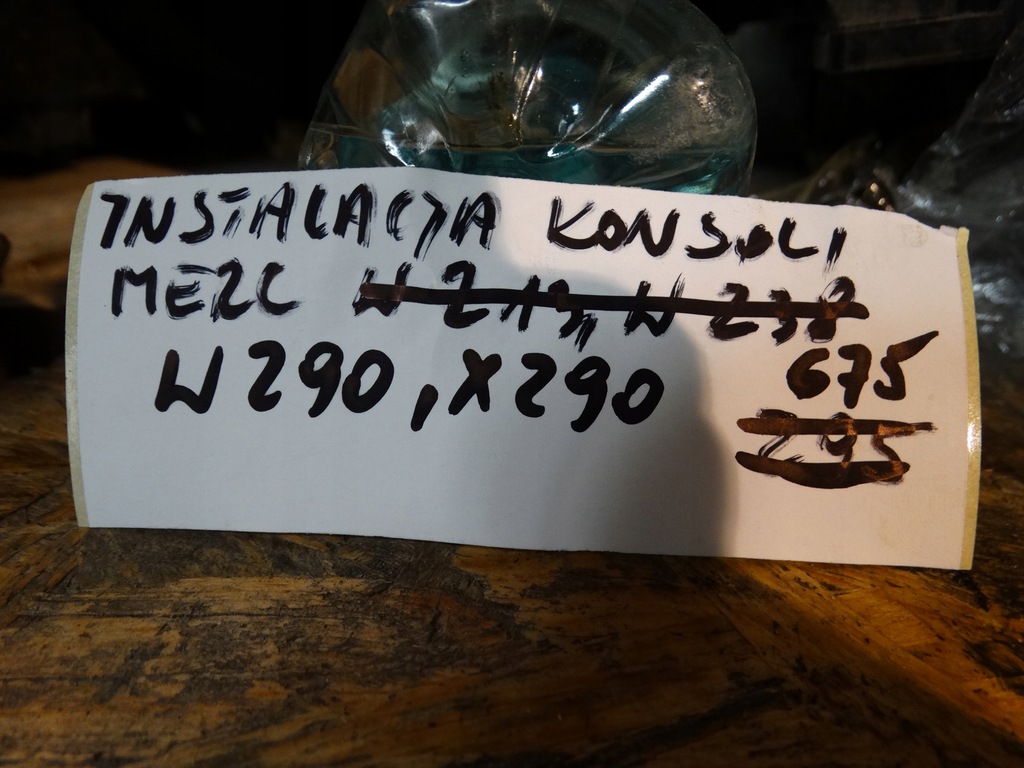 INSTALACJA KONSOLI
MERC W213, W238
W290, X290
675
295